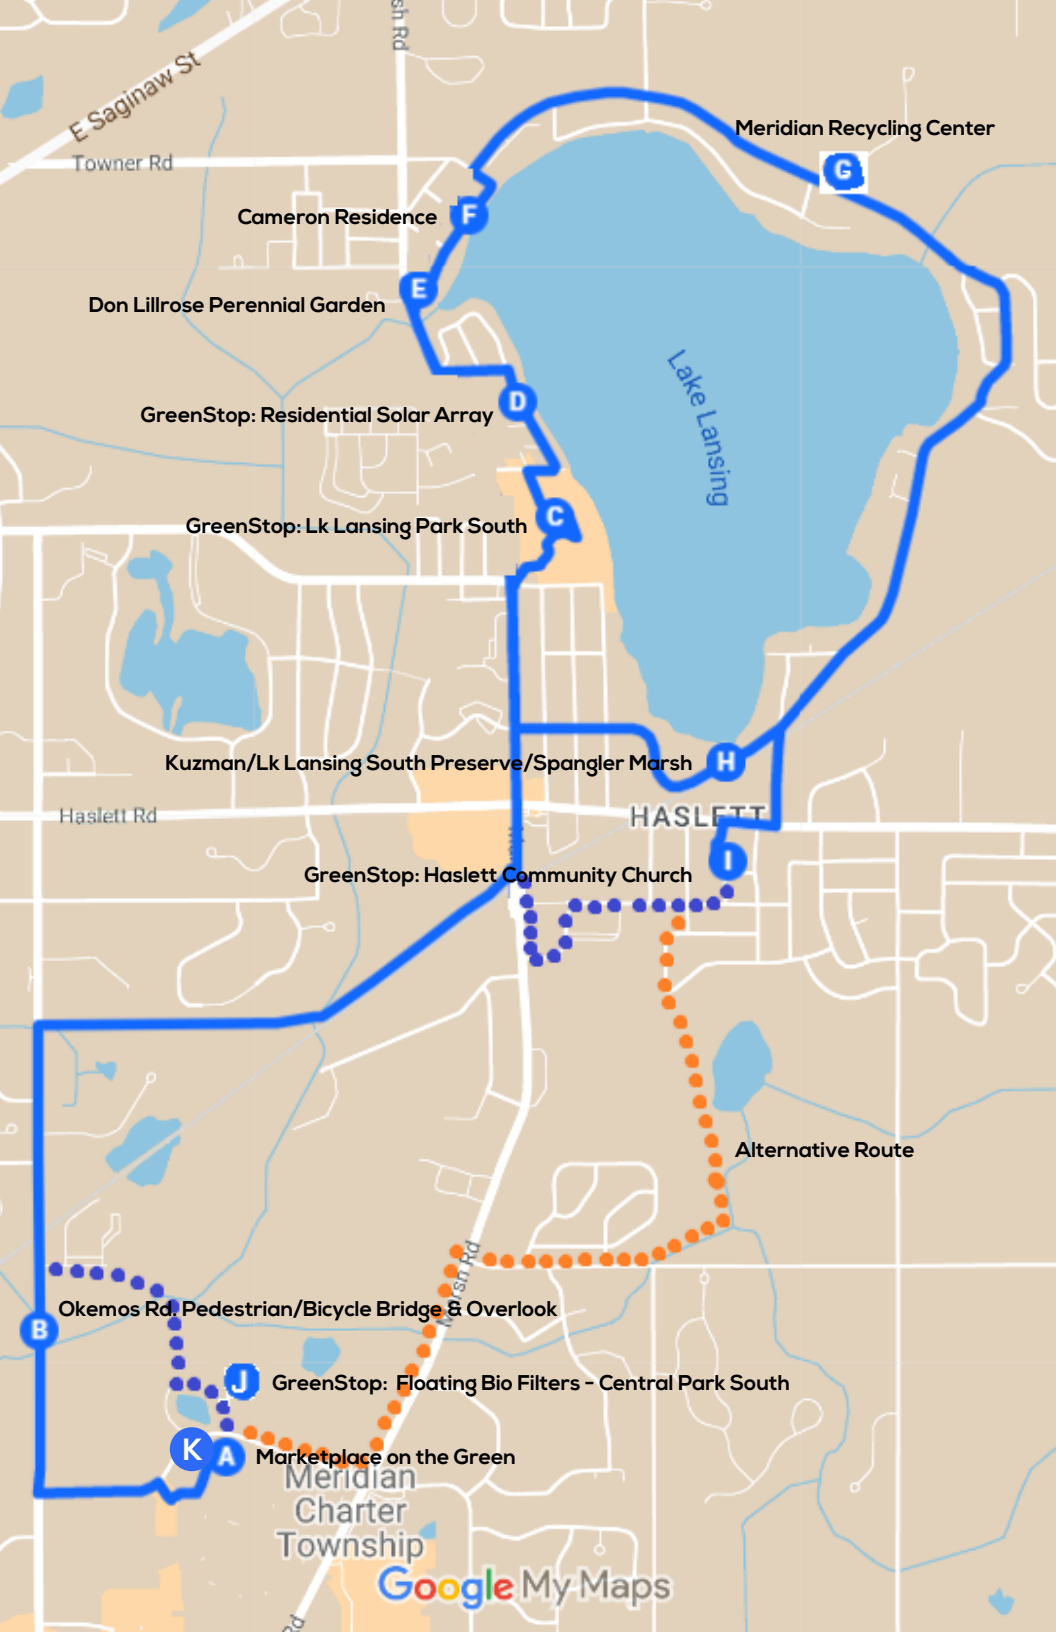 sh Rd
E Saginaw St
Meridian Recycling Center
Towner Rd
G
Cameron Residence
F
E
Don Lillrose Perennial Garden
Lake Lansing
D
GreenStop: Residential Solar Array
C
GreenStop: Lk Lansing Park South
Kuzman/Lk Lansing South Preserve/Spangler Marsh
H
Haslett Rd
HASLETT
I
GreenStop: Haslett Community Church
Alternative Route
Marsh Rd
Okemos Rd. Pedestrian/Bicycle Bridge & Overlook
B
J
GreenStop: Floating Bio Filters - Central Park South
K
A
Marketplace on the Green
Meridian
Charter
Township
Google My Maps
Rd